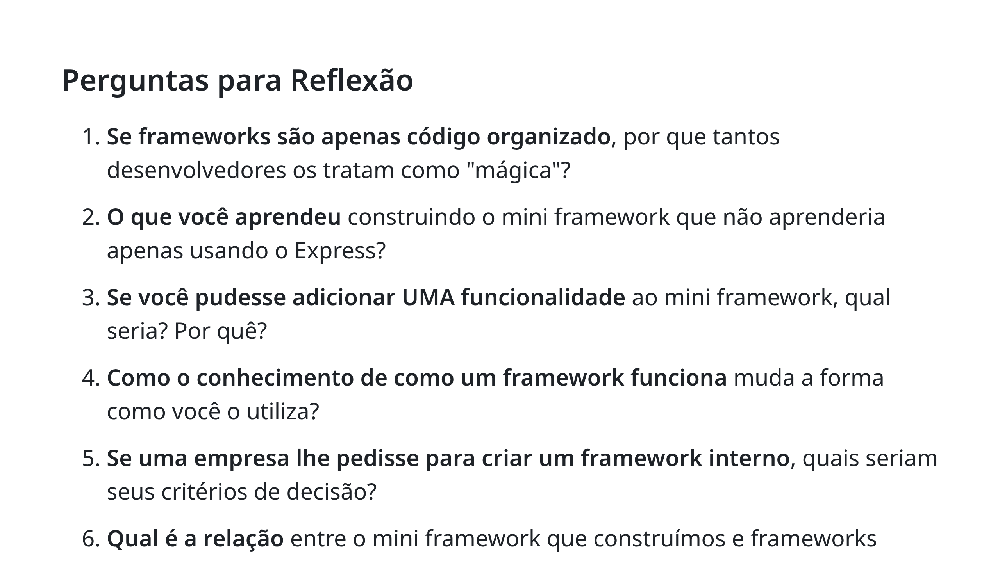 Perguntas para Reflexão
1. Se frameworks são apenas código organizado, por que tantos
desenvolvedores os tratam como "mágica"?
2. O que você aprendeu construindo o mini framework que não aprenderia
apenas usando o Express?
3. Se você pudesse adicionar UMA funcionalidade ao mini framework, qual
seria? Por quê?
4. Como o conhecimento de como um framework funciona muda a forma
como você o utiliza?
5. Se uma empresa lhe pedisse para criar um framework interno, quais seriam
seus critérios de decisão?
6. Qual é a relação entre o mini framework que construímos e frameworks